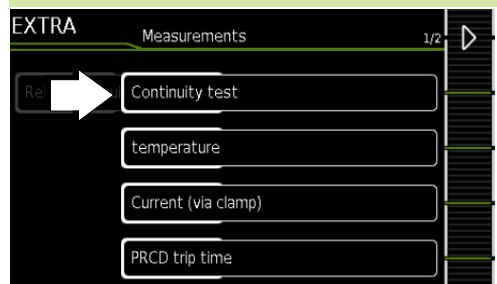 EXTRA
Measurements 1/2
Continuity test
temperature
Current (via clamp)
PRCD trip time